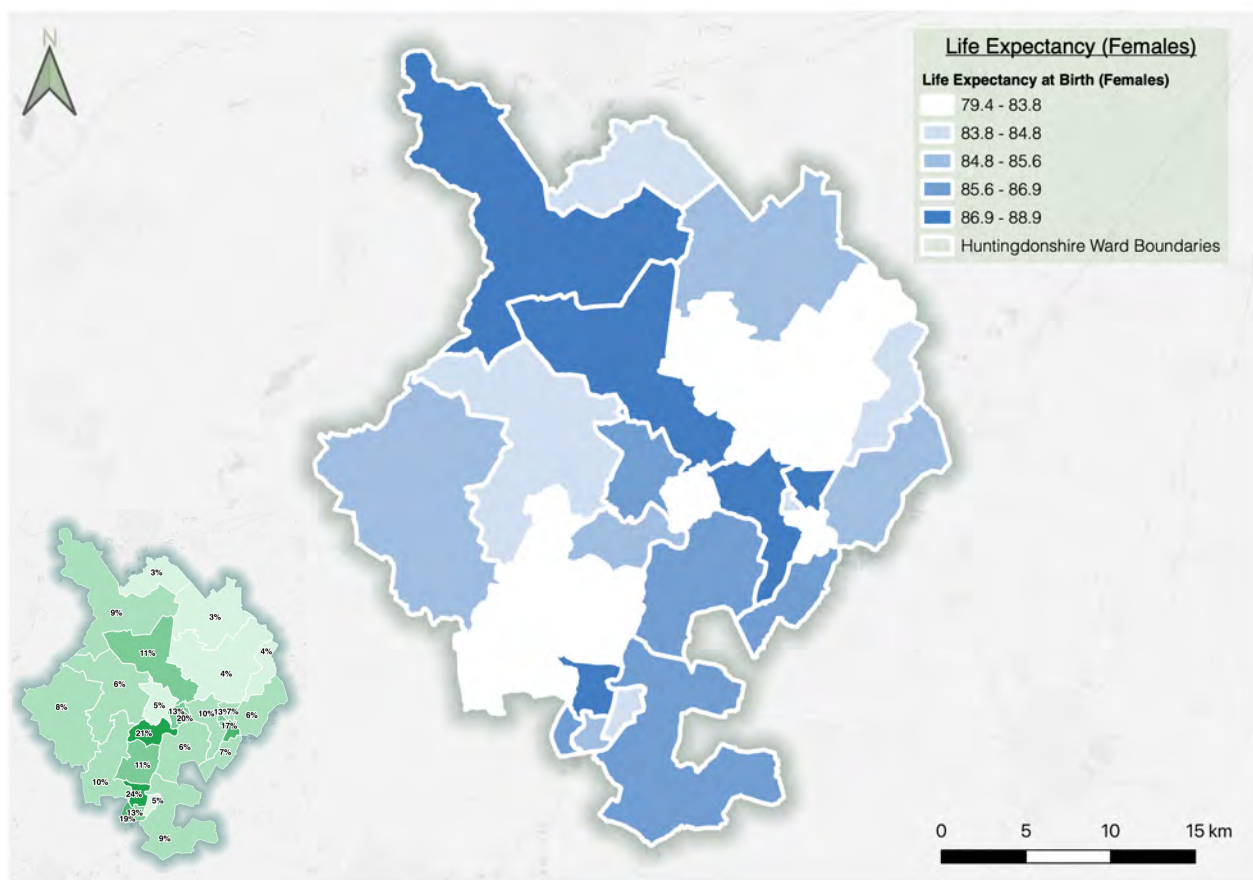 N
Life Expectancy (Females)
Life Expectancy at Birth (Females)
79.4 - 83.8
83.8 - 84.8
84.8 - 85.6
85.6 - 86.9
86.9 - 88.9
Huntingdonshire Ward Boundaries
3%
9%
3%
11%
4%
4%
6%
8%
5%
13%
20%
10%
13%
7%
6%
17%
21%
6%
7%
11%
10%
24%
5%
13%
19%
9%
0 5 10 15 km